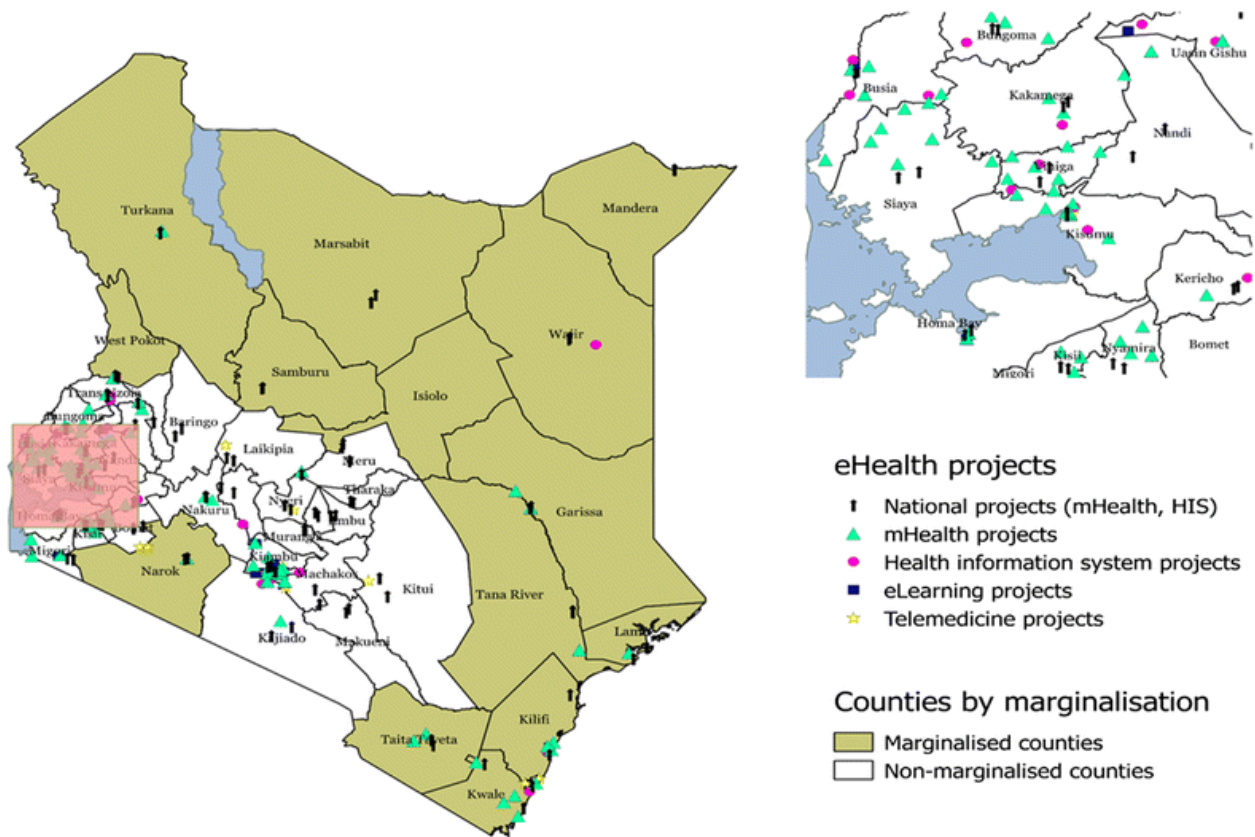 Turkana
Marsabit
Mandera
Wajir
West Pokot
Samburu
Isiolo
Baringo
Laikipia
Meru
Tharaka
Garissa
Nakuru
Nyeri
Embu
Muranga
Kiambu
Machakos
Kitui
Tana River
Lamu
Migori
Narok
Kajiado
Makueni
Kilifi
Taita Taveta
Kwale
Bungoma
Uasin Gishu
Busia
Kakamega
Nandi
Vihiga
Siaya
Kisumu
Kericho
Homa Bay
Kisii
Nyamira
Bomet
Migori
eHealth projects
National projects (mHealth, HIS)
mHealth projects
Health information system projects
eLearning projects
Telemedicine projects
Counties by marginalisation
Marginalised counties
Non-marginalised counties